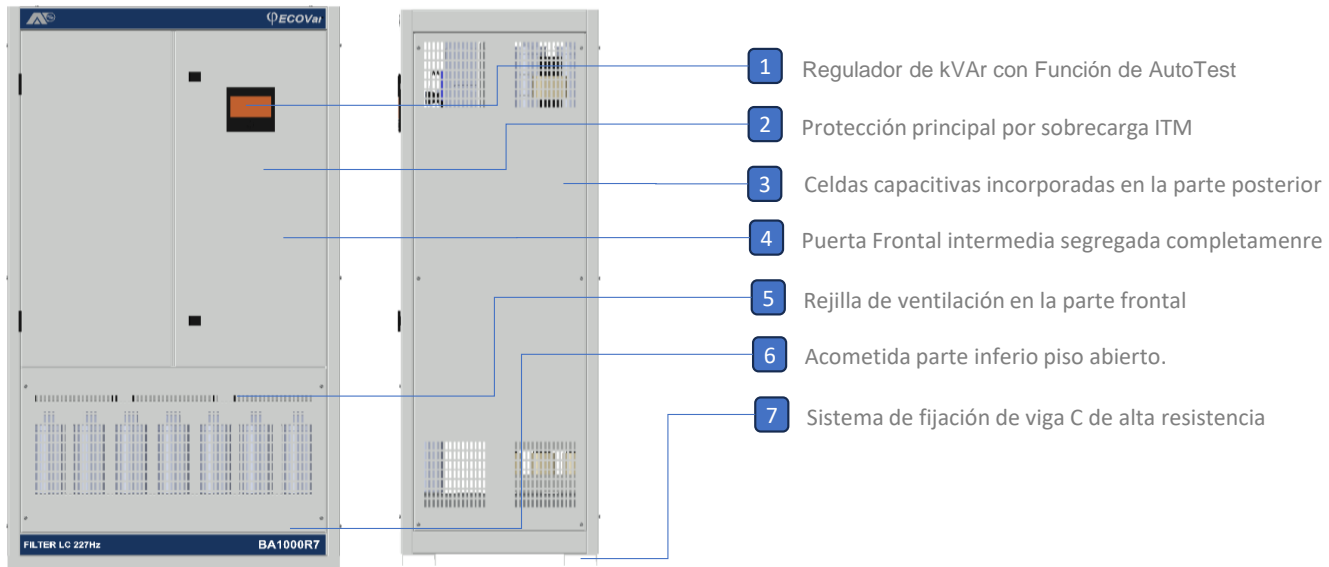 φECOVar
1 Regulador de kVAr con Función de AutoTest
2 Protección principal por sobrecarga ITM
3 Celdas capacitivas incorporadas en la parte posterior
4 Puerta Frontal intermedia segregada completamenre
5 Rejilla de ventilación en la parte frontal
6 Acometida parte inferio piso abierto.
7 Sistema de fijación de viga C de alta resistencia
FILTER LC 227Hz BA1000R7